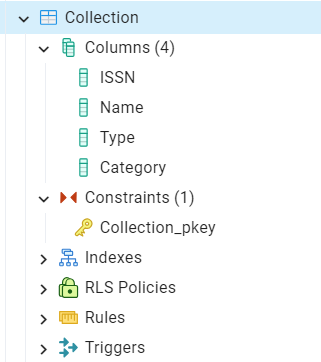 Collection
Columns (4)
ISSN
Name
Type
Category
Constraints (1)
Collection_pkey
Indexes
RLS Policies
Rules
Triggers